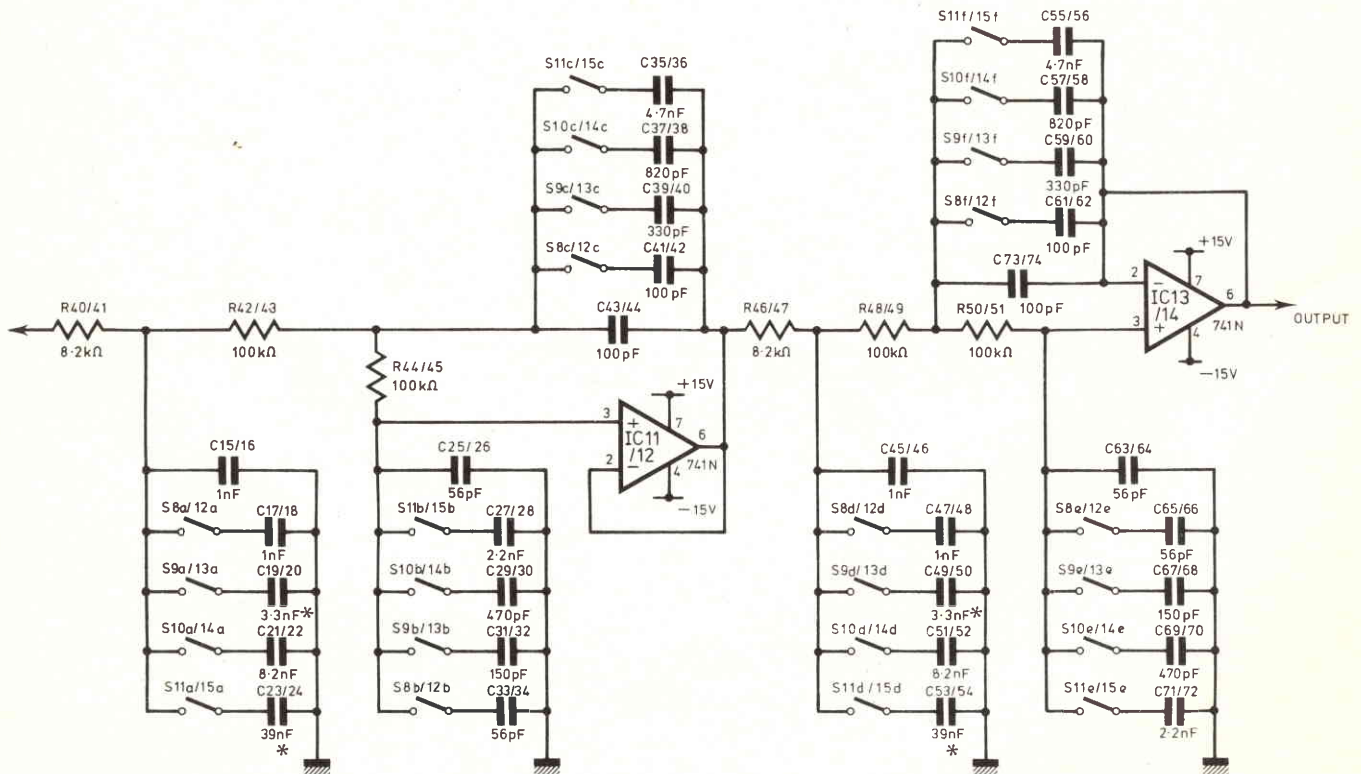 S11f/15f
C55/56
4·7nF
S10f/14f
C57/58
820pF
S9f/13f
C59/60
330pF
S8f/12f
C61/62
100pF
C73/74
100pF
S11c/15c
C35/36
4·7nF
S10c/14c
C37/38
820pF
S9c/13c
C39/40
330pF
S8c/12c
C41/42
100pF
C43/44
100pF
R40/41
8·2kΩ
R42/43
100kΩ
R44/45
100kΩ
R46/47
8·2kΩ
R48/49
100kΩ
R50/51
100kΩ
+15V
2
−
7
IC13
/14
6
3
+
4
741N
−15V
OUTPUT
+15V
3
+
7
IC11
/12
6
2
−
4
741N
−15V
C15/16
1nF
S8a/12a
C17/18
1nF
S9a/13a
C19/20
3·3nF*
S10a/14a
C21/22
8·2nF
S11a/15a
C23/24
39nF
*
C25/26
56pF
S11b/15b
C27/28
2·2nF
S10b/14b
C29/30
470pF
S9b/13b
C31/32
150pF
S8b/12b
C33/34
56pF
C45/46
1nF
S8d/12d
C47/48
1nF
S9d/13d
C49/50
3·3nF*
S10d/14d
C51/52
8·2nF
S11d/15d
C53/54
39nF
*
C63/64
56pF
S8e/12e
C65/66
56pF
S9e/13e
C67/68
150pF
S10e/14e
C69/70
470pF
S11e/15e
C71/72
2·2nF